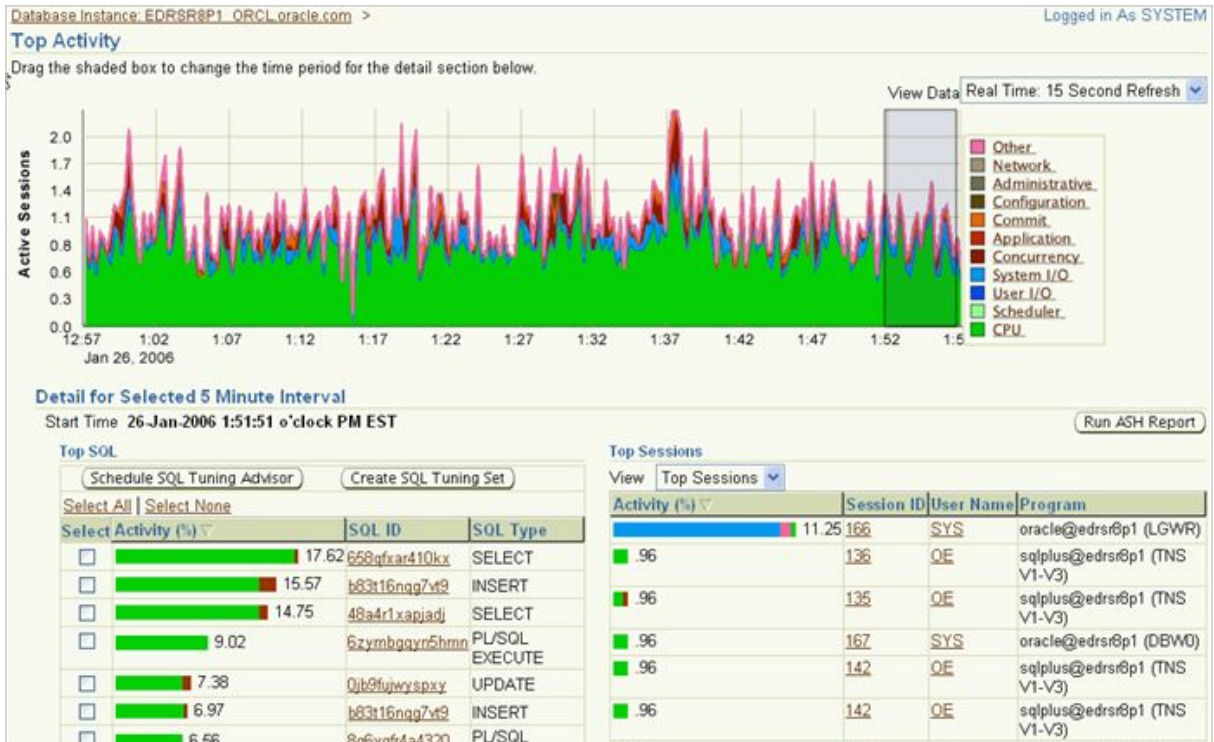 Database Instance: EDRSR8P1_ORCL.oracle.com >
Logged in As SYSTEM
Top Activity
Drag the shaded box to change the time period for the detail section below.
View Data Real Time: 15 Second Refresh
Active Sessions
2.0
1.7
1.4
1.1
0.8
0.6
0.3
0.0
12:57 1:02 1:07 1:12 1:17 1:22 1:27 1:32 1:37 1:42 1:47 1:52
Jan 26, 2006
Other
Network
Administrative
Configuration
Commit
Application
Concurrency
System I/O
User I/O
Scheduler
CPU
Detail for Selected 5 Minute Interval
Start Time 26-Jan-2006 1:51:51 o'clock PM EST
Run ASH Report
Top SQL
Schedule SQL Tuning Advisor Create SQL Tuning Set
Select All | Select None
Select Activity (%) SQL ID SQL Type
17.62 658gfxar410kx SELECT
15.57 b83t16nqg7vt9 INSERT
14.75 48a4r1xapjadj SELECT
9.02 6zymbgqyn5hmn PL/SQL
EXECUTE
7.38 0jb9fujwyspxy UPDATE
6.97 b83t16nqg7vt9 INSERT
6.56 PL/SQL
Top Sessions
View Top Sessions
Activity (%) Session ID User Name Program
11.25 166 SYS oracle@edrsr8p1 (LGWR)
.96 136 OE sqlplus@edrsr8p1 (TNS
V1-V3)
.96 135 OE sqlplus@edrsr8p1 (TNS
V1-V3)
.96 167 SYS oracle@edrsr8p1 (DBW0)
.96 142 OE sqlplus@edrsr8p1 (TNS
V1-V3)
.96 142 OE sqlplus@edrsr8p1 (TNS
V1-V3)